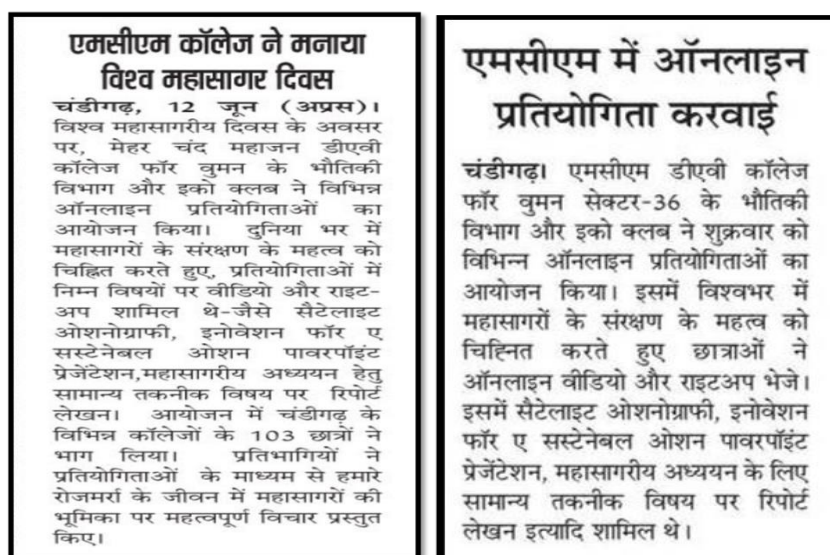 एमसीएम कॉलेज ने मनाया
विश्व महासागर दिवस
चंडीगढ़, 12 जून (अप्रस)।
विश्व महासागरीय दिवस के अवसर
पर, मेहर चंद महाजन डीएवी
कॉलेज फॉर वुमन के भौतिकी
विभाग और इको क्लब ने विभिन्न
ऑनलाइन प्रतियोगिताओं का
आयोजन किया। दुनिया भर में
महासागरों के संरक्षण के महत्व को
चिह्नित करते हुए, प्रतियोगिताओं में
निम्न विषयों पर वीडियो और राइट-
अप शामिल थे-जैसे सैटेलाइट
ओशनोग्राफी, इनोवेशन फॉर ए
सस्टेनेबल ओशन पावरपॉइंट
प्रेजेंटेशन,महासागरीय अध्ययन हेतु
सामान्य तकनीक विषय पर रिपोर्ट
लेखन। आयोजन में चंडीगढ़ के
विभिन्न कॉलेजों के 103 छात्रों ने
भाग लिया। प्रतिभागियों ने
प्रतियोगिताओं के माध्यम से हमारे
रोजमर्रा के जीवन में महासागरों की
भूमिका पर महत्वपूर्ण विचार प्रस्तुत
किए।
एमसीएम में ऑनलाइन
प्रतियोगिता करवाई
चंडीगढ़। एमसीएम डीएवी कॉलेज
फॉर वुमन सेक्टर-36 के भौतिकी
विभाग और इको क्लब ने शुक्रवार को
विभिन्न ऑनलाइन प्रतियोगिताओं का
आयोजन किया। इसमें विश्वभर में
महासागरों के संरक्षण के महत्व को
चिह्नित करते हुए छात्राओं ने
ऑनलाइन वीडियो और राइटअप भेजे।
इसमें सैटेलाइट ओशनोग्राफी, इनोवेशन
फॉर ए सस्टेनेबल ओशन पावरपॉइंट
प्रेजेंटेशन, महासागरीय अध्ययन के लिए
सामान्य तकनीक विषय पर रिपोर्ट
लेखन इत्यादि शामिल थे।